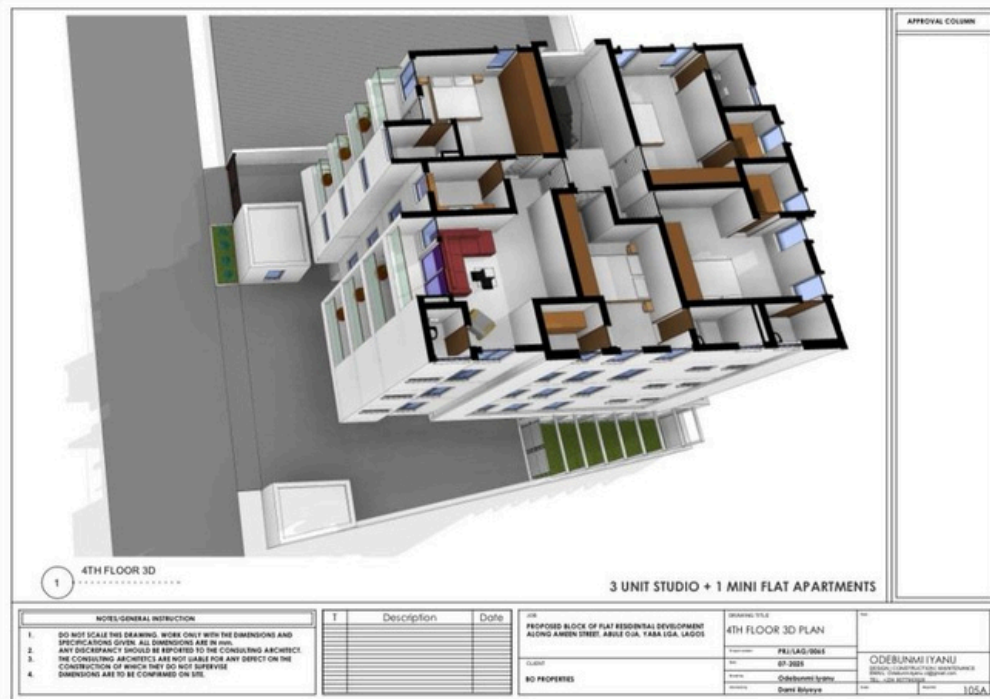 APPROVAL COLUMN
1
4TH FLOOR 3D
3 UNIT STUDIO + 1 MINI FLAT APARTMENTS
NOTES/GENERAL INSTRUCTION
1. DO NOT SCALE THIS DRAWING. WORK ONLY WITH THE DIMENSIONS AND
SPECIFICATIONS GIVEN. ALL DIMENSIONS ARE IN mm.
2. ANY DISCREPANCY SHOULD BE REPORTED TO THE CONSULTING ARCHITECT.
3. THE CONSULTING ARCHITECTS ARE NOT LIABLE FOR ANY DEFECT ON THE
CONSTRUCTION OF WHICH THEY DO NOT SUPERVISE
4. DIMENSIONS ARE TO BE CONFIRMED ON SITE.
Description Date
JOB
PROPOSED BLOCK OF FLAT RESIDENTIAL DEVELOPMENT
ALONG AMEEN STREET, ABULE OJA, YABA LGA, LAGOS
CLIENT
BO PROPERTIES
DRAWING TITLE
4TH FLOOR 3D PLAN
PRJ/LAG/0065
07-2025
Odebunmi Iyanu
Dami Ibiyeye
ODEBUNMI IYANU
105A